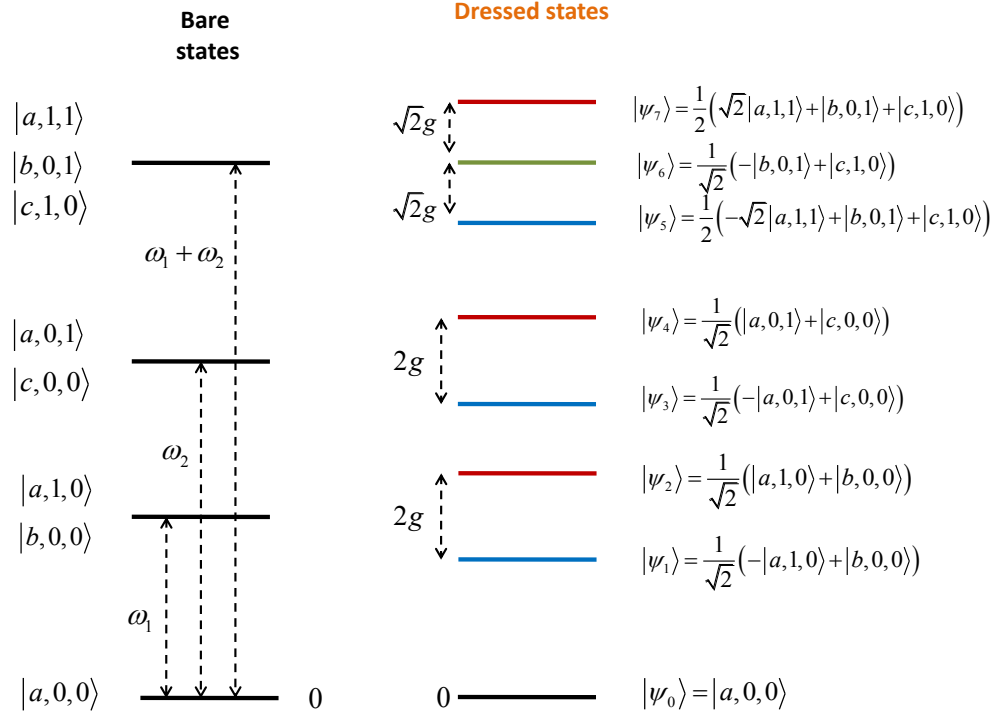 Bare
states
Dressed states
|a,1,1⟩
|b,0,1⟩
|c,1,0⟩
ω₁ + ω₂
|a,0,1⟩
|c,0,0⟩
ω₂
|a,1,0⟩
|b,0,0⟩
ω₁
|a,0,0⟩
0
√2g
√2g
2g
2g
0
|ψ₇⟩ = 1/2(√2|a,1,1⟩+|b,0,1⟩+|c,1,0⟩)
|ψ₆⟩ = 1/√2(−|b,0,1⟩+|c,1,0⟩)
|ψ₅⟩ = 1/2(−√2|a,1,1⟩+|b,0,1⟩+|c,1,0⟩)
|ψ₄⟩ = 1/√2(|a,0,1⟩+|c,0,0⟩)
|ψ₃⟩ = 1/√2(−|a,0,1⟩+|c,0,0⟩)
|ψ₂⟩ = 1/√2(|a,1,0⟩+|b,0,0⟩)
|ψ₁⟩ = 1/√2(−|a,1,0⟩+|b,0,0⟩)
|ψ₀⟩ = |a,0,0⟩